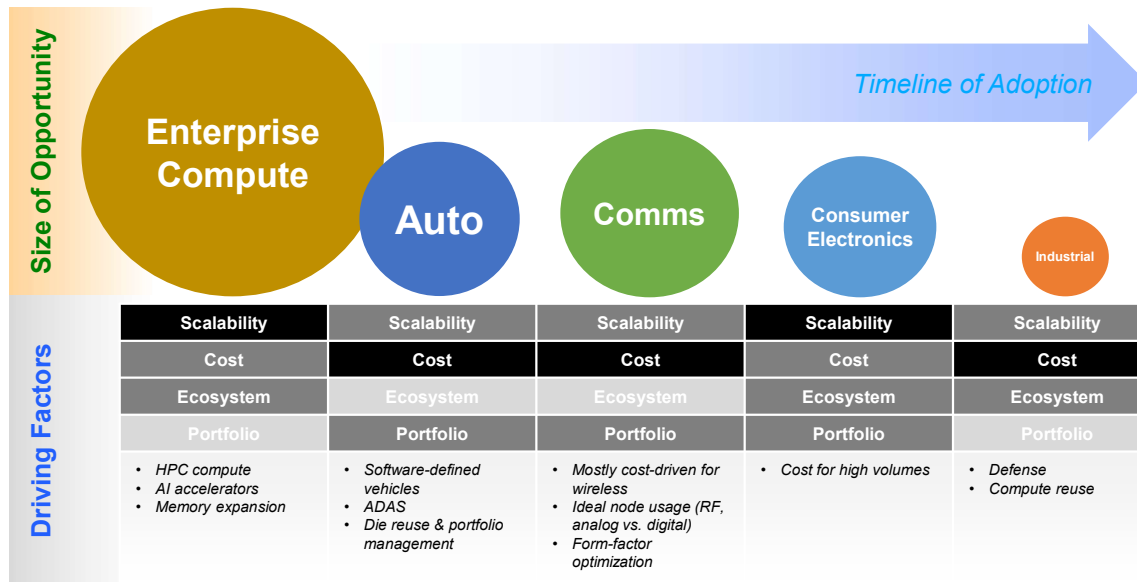 Size of Opportunity
Enterprise
Compute
Timeline of Adoption
Auto
Comms
Consumer
Electronics
Industrial
Driving Factors
Scalability
Scalability
Scalability
Scalability
Scalability
Cost
Cost
Cost
Cost
Cost
Ecosystem
Ecosystem
Ecosystem
Ecosystem
Ecosystem
Portfolio
Portfolio
Portfolio
Portfolio
Portfolio
• HPC compute
• AI accelerators
• Memory expansion
• Software-defined
vehicles
• ADAS
• Die reuse & portfolio
management
• Mostly cost-driven for
wireless
• Ideal node usage (RF,
analog vs. digital)
• Form-factor
optimization
• Cost for high volumes
• Defense
• Compute reuse